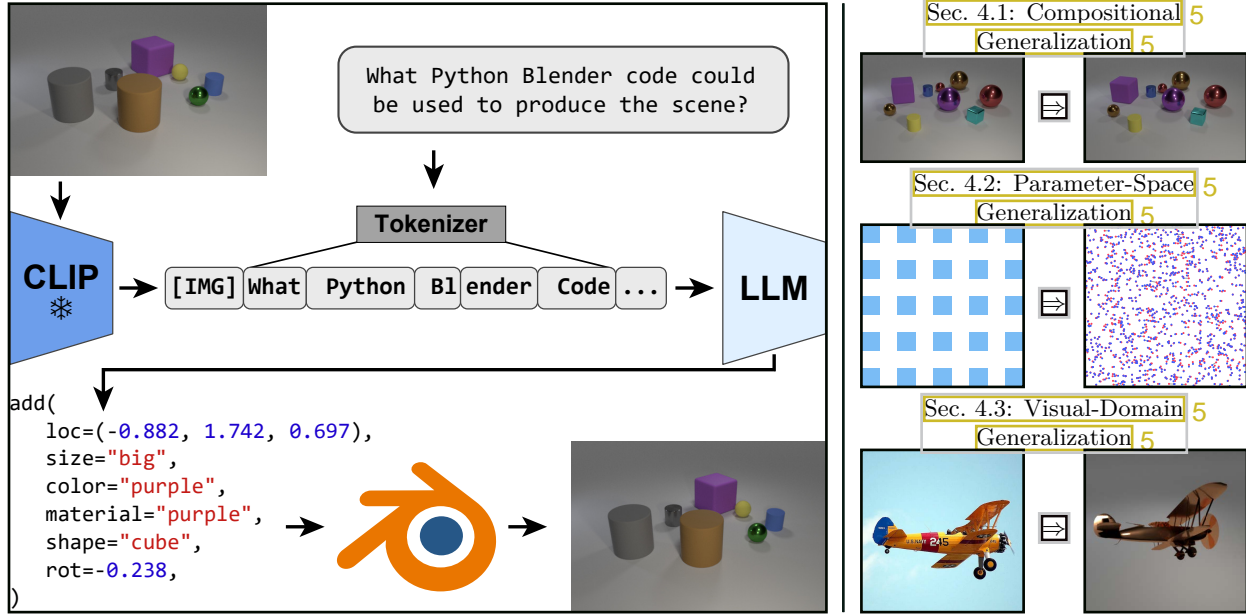 What Python Blender code could
be used to produce the scene?
Tokenizer
CLIP
[IMG] What Python Blender Code ...
LLM
add(
loc=(-0.882, 1.742, 0.697),
size="big",
color="purple",
material="purple",
shape="cube",
rot=-0.238,
)
Sec. 4.1: Compositional 5
Generalization 5
Sec. 4.2: Parameter-Space 5
Generalization 5
Sec. 4.3: Visual-Domain 5
Generalization 5
245